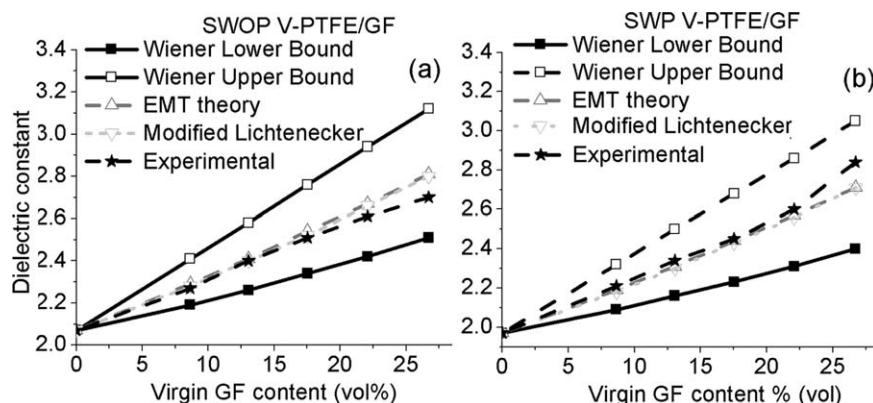 SWOP V-PTFE/GF
Wiener Lower Bound
Wiener Upper Bound
EMT theory
Modified Lichtenecker
Experimental
(a)
3.4
3.2
3.0
2.8
2.6
2.4
2.2
2.0
Dielectric constant
0 5 10 15 20 25
Virgin GF content (vol%)
SWP V-PTFE/GF
Wiener Lower Bound
Wiener Upper Bound
EMT theory
Modified Lichtenecker
Experimental
(b)
3.4
3.2
3.0
2.8
2.6
2.4
2.2
2.0
0 5 10 15 20 25
Virgin GF content % (vol)